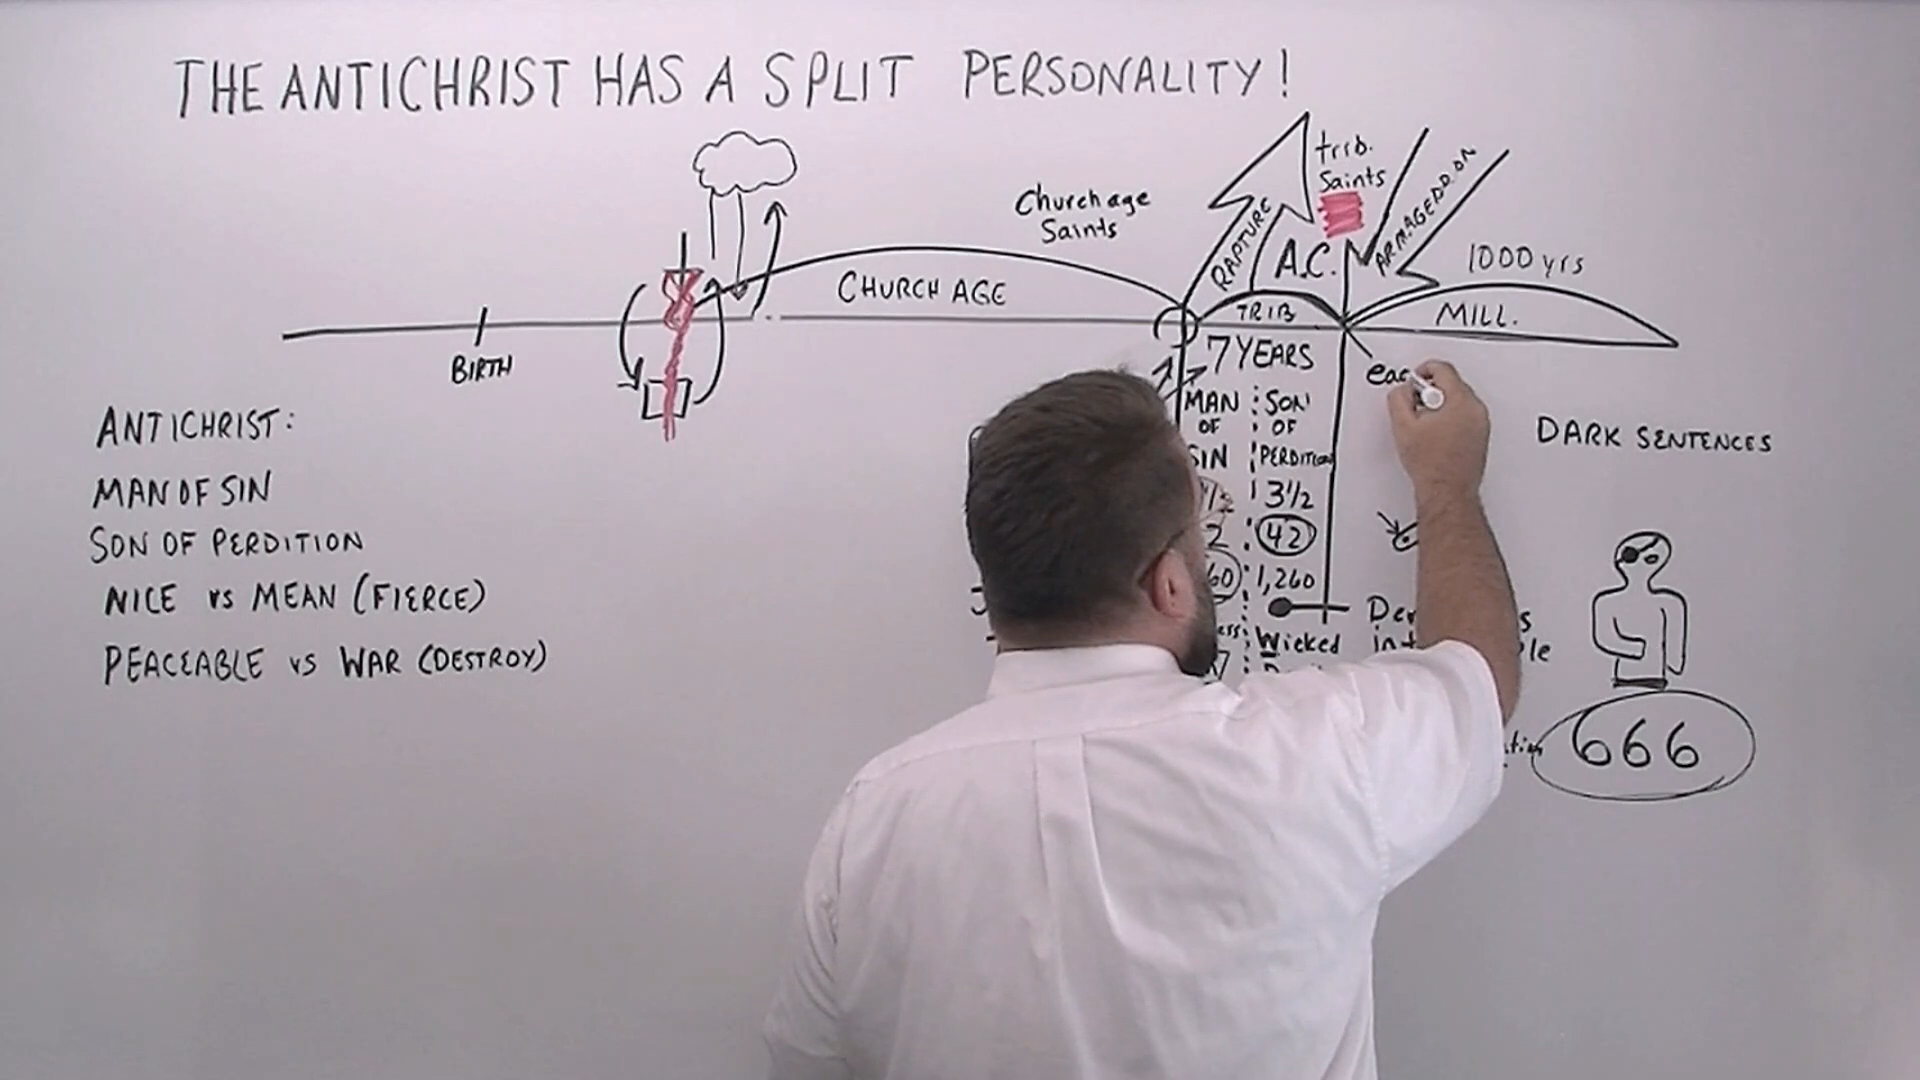 THE ANTICHRIST HAS A SPLIT PERSONALITY!
trib.
Saints
Church age
Saints
RAPTURE
A.C.
ARMAGEDDON
1000 yrs
CHURCH AGE
TRIB
MILL.
BIRTH
7 YEARS
MAN
OF
SIN
SON
OF
PERDITION
3½
42
1,260
Wicked
DARK SENTENCES
ANTICHRIST:
MAN OF SIN
SON OF PERDITION
NICE vs MEAN (FIERCE)
PEACEABLE vs WAR (DESTROY)
666